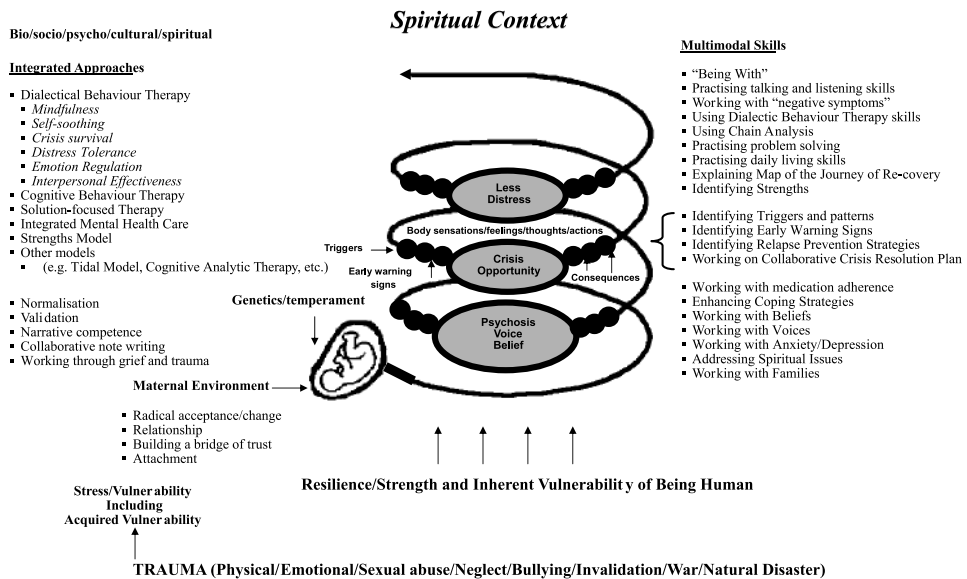 Spiritual Context
Bio/socio/psycho/cultural/spiritual
Integrated Approaches
▪ Dialectical Behaviour Therapy
▪ Mindfulness
▪ Self-soothing
▪ Crisis survival
▪ Distress Tolerance
▪ Emotion Regulation
▪ Interpersonal Effectiveness
▪ Cognitive Behaviour Therapy
▪ Solution-focused Therapy
▪ Integrated Mental Health Care
▪ Strengths Model
▪ Other models
▪ (e.g. Tidal Model, Cognitive Analytic Therapy, etc.)
▪ Normalisation
▪ Validation
▪ Narrative competence
▪ Collaborative note writing
▪ Working through grief and trauma
Less
Distress
Body sensations/feelings/thoughts/actions
Triggers
Early warning
signs
Crisis
Opportunity
Consequences
Genetics/temperament
Psychosis
Voice
Belief
Maternal Environment
▪ Radical acceptance/change
▪ Relationship
▪ Building a bridge of trust
▪ Attachment
Multimodal Skills
▪ “Being With”
▪ Practising talking and listening skills
▪ Working with “negative symptoms”
▪ Using Dialectic Behaviour Therapy skills
▪ Using Chain Analysis
▪ Practising problem solving
▪ Practising daily living skills
▪ Explaining Map of the Journey of Re-covery
▪ Identifying Strengths
▪ Identifying Triggers and patterns
▪ Identifying Early Warning Signs
▪ Identifying Relapse Prevention Strategies
▪ Working on Collaborative Crisis Resolution Plan
▪ Working with medication adherence
▪ Enhancing Coping Strategies
▪ Working with Beliefs
▪ Working with Voices
▪ Working with Anxiety/Depression
▪ Addressing Spiritual Issues
▪ Working with Families
Resilience/Strength and Inherent Vulnerability of Being Human
Stress/Vulnerability
Including
Acquired Vulnerability
TRAUMA (Physical/Emotional/Sexual abuse/Neglect/Bullying/Invalidation/War/Natural Disaster)